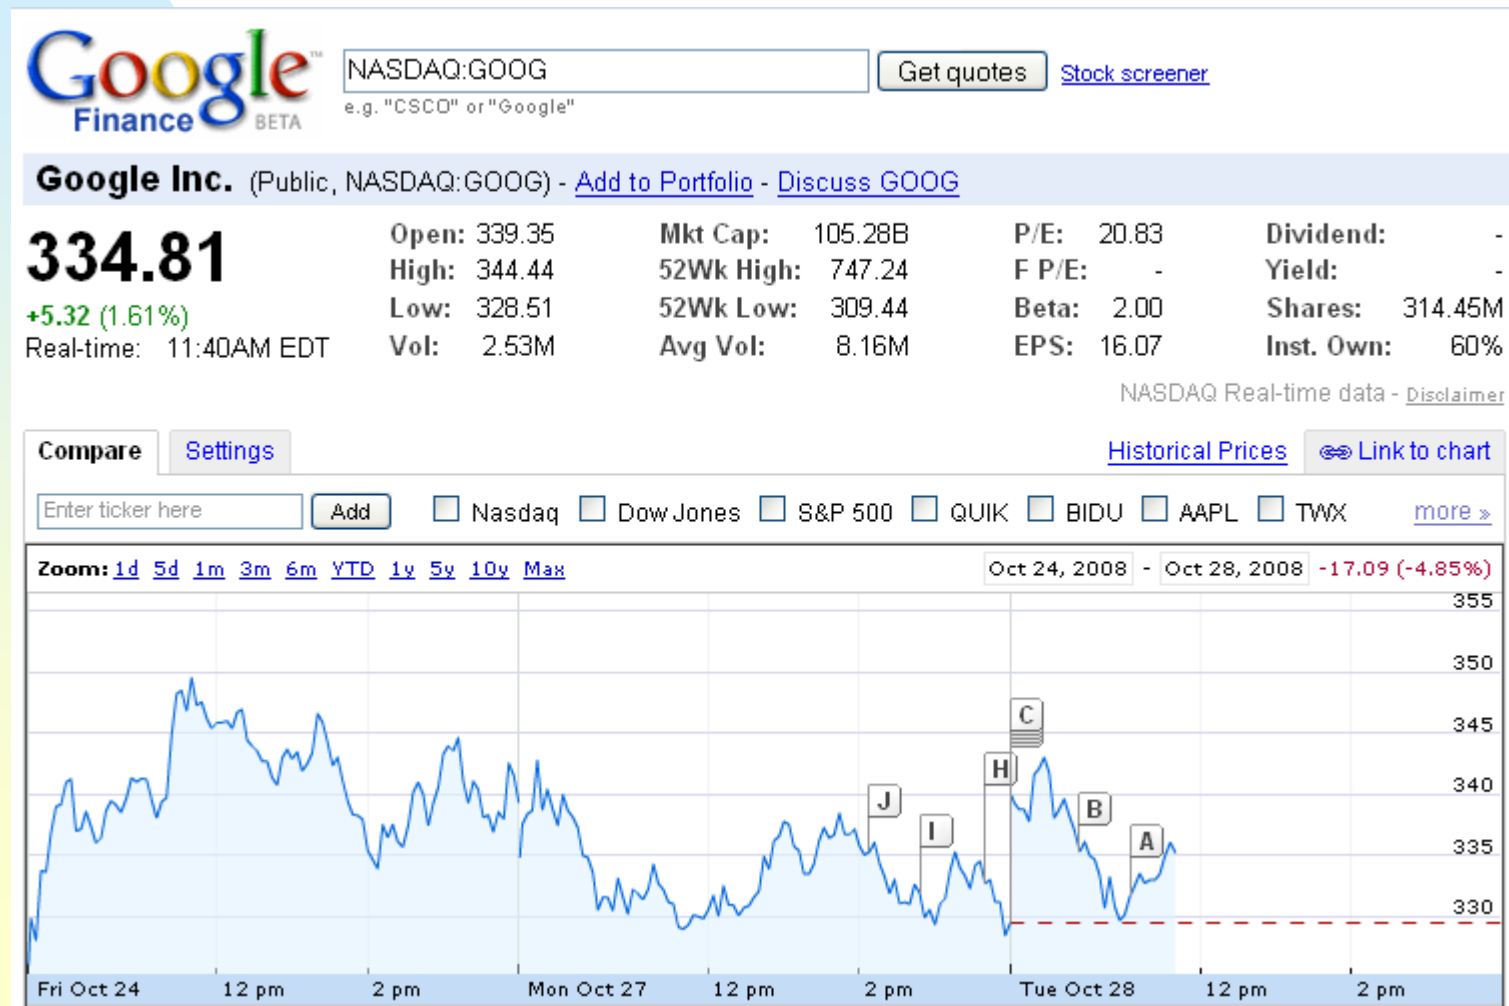 Google™
Finance BETA
NASDAQ:GOOG Get quotes Stock screener
e.g. "CSCO" or "Google"
Google Inc. (Public, NASDAQ:GOOG) - Add to Portfolio - Discuss GOOG
334.81
+5.32 (1.61%)
Real-time: 11:40AM EDT
Open: 339.35 Mkt Cap: 105.28B P/E: 20.83 Dividend: -
High: 344.44 52Wk High: 747.24 F P/E: - Yield: -
Low: 328.51 52Wk Low: 309.44 Beta: 2.00 Shares: 314.45M
Vol: 2.53M Avg Vol: 8.16M EPS: 16.07 Inst. Own: 60%
NASDAQ Real-time data - Disclaimer
Compare Settings Historical Prices Link to chart
Enter ticker here Add Nasdaq Dow Jones S&P 500 QUIK BIDU AAPL TWX more »
Zoom: 1d 5d 1m 3m 6m YTD 1y 5y 10y Max Oct 24, 2008 - Oct 28, 2008 -17.09 (-4.85%)
355
350
345
340
335
330
C
H
J
B
I
A
Fri Oct 24 12 pm 2 pm Mon Oct 27 12 pm 2 pm Tue Oct 28 12 pm 2 pm